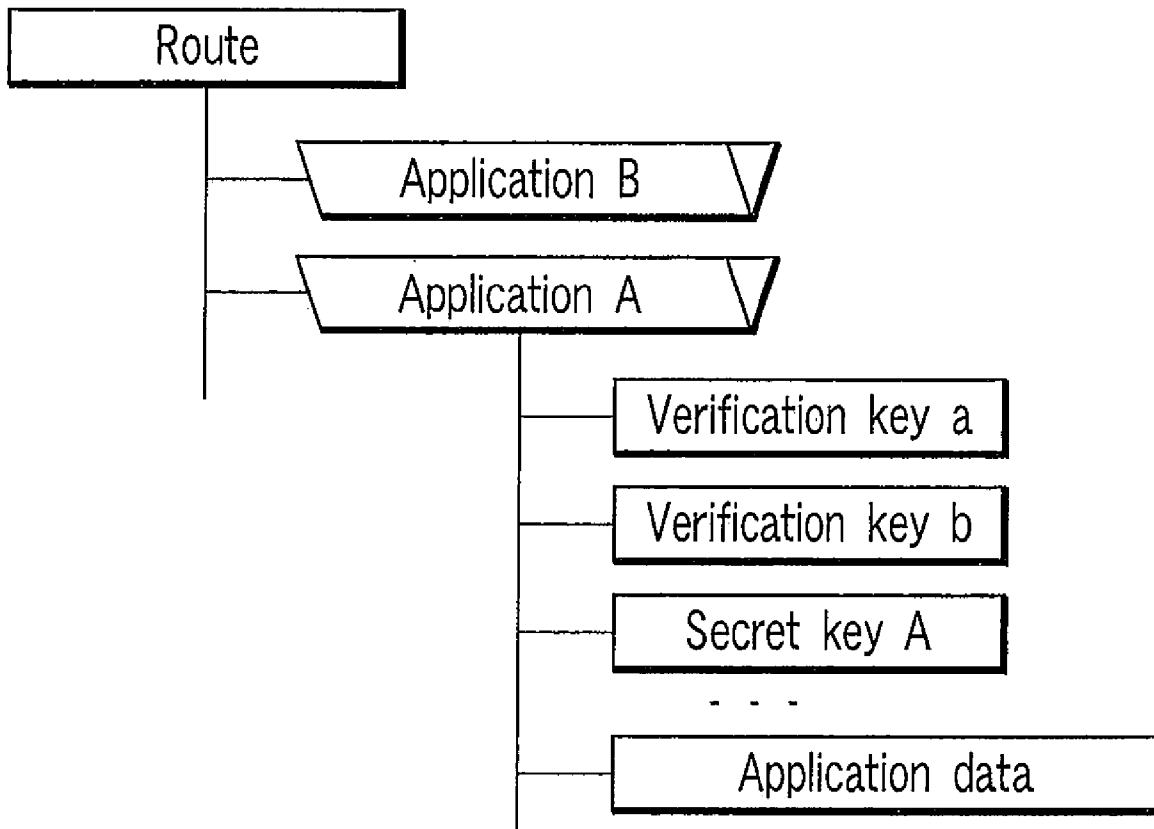 Route
Application B
Application A
Verification key a
Verification key b
Secret key A
- - -
Application data